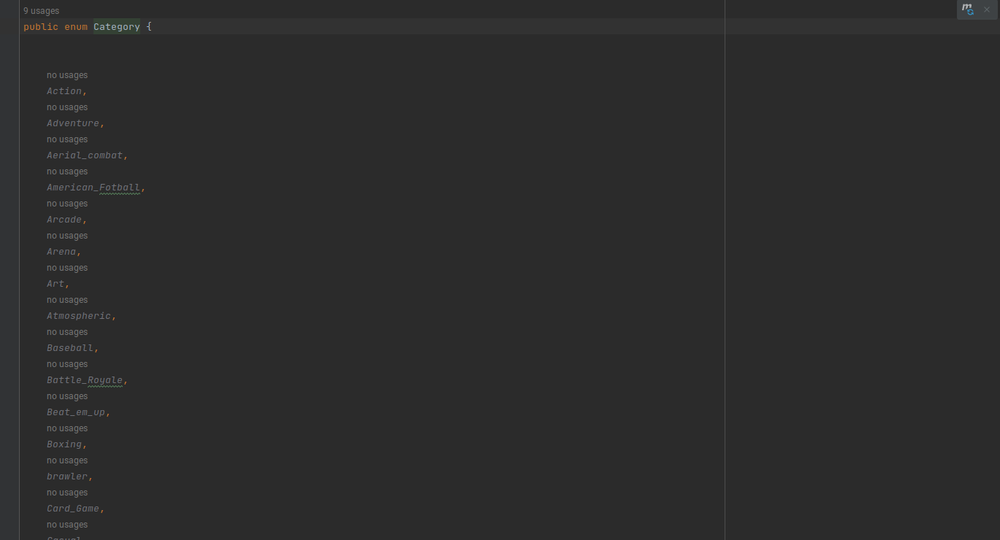 9 usages
public enum Category {
no usages
Action,
no usages
Adventure,
no usages
Aerial_combat,
no usages
American_Fotball,
no usages
Arcade,
no usages
Arena,
no usages
Art,
no usages
Atmospheric,
no usages
Baseball,
no usages
Battle_Royale,
no usages
Beat_em_up,
no usages
Boxing,
no usages
brawler,
no usages
Card_Game,
no usages
Casual,